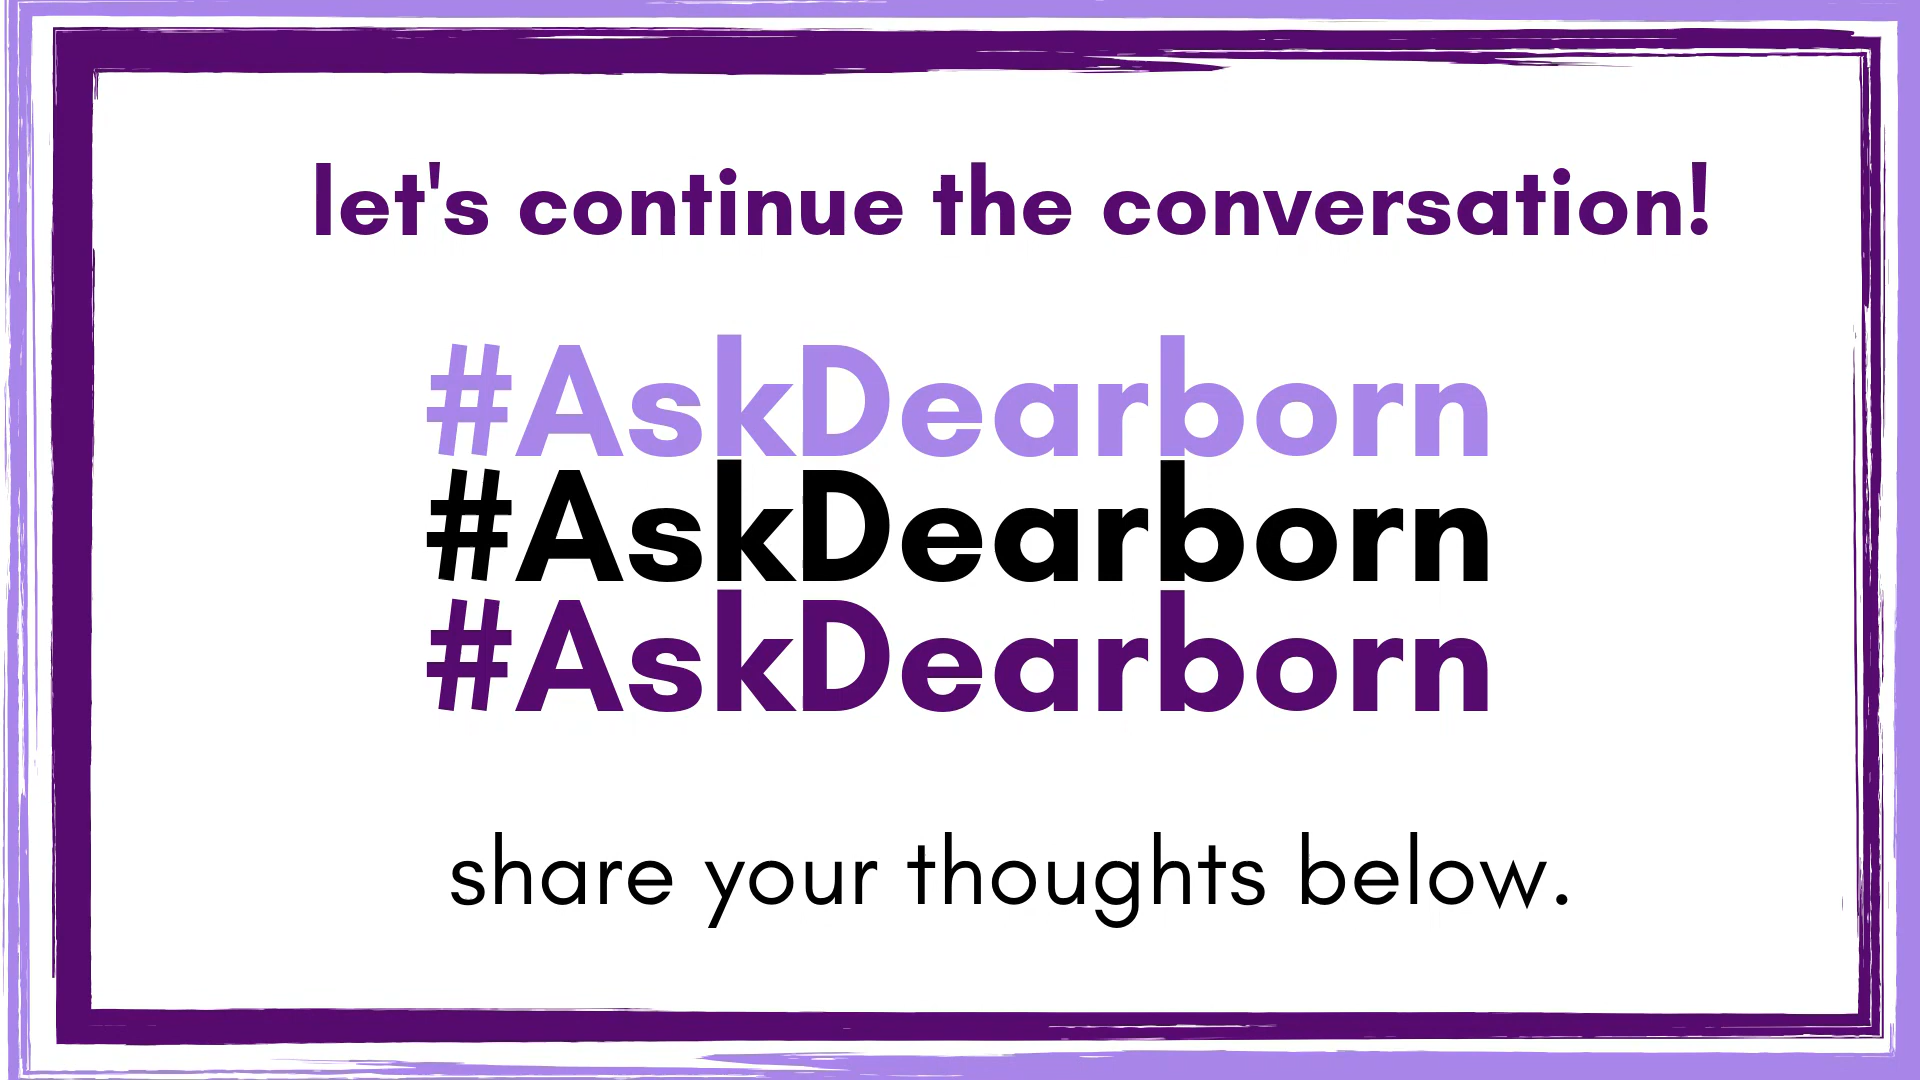 let's continue the conversation!
#AskDearborn
#AskDearborn
#AskDearborn
share your thoughts below.